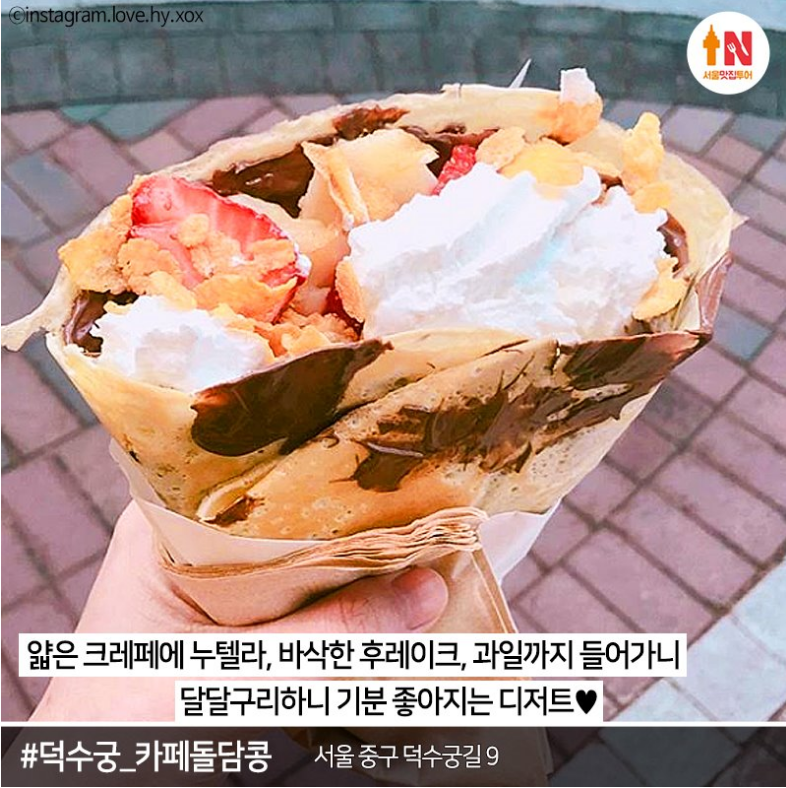 ©instagram.love.hy.xox
IN
서울맛집투어
얇은 크레페에 누텔라, 바삭한 후레이크, 과일까지 들어가니
달달구리하니 기분 좋아지는 디저트♥
#덕수궁_카페돌담콩 서울 중구 덕수궁길 9